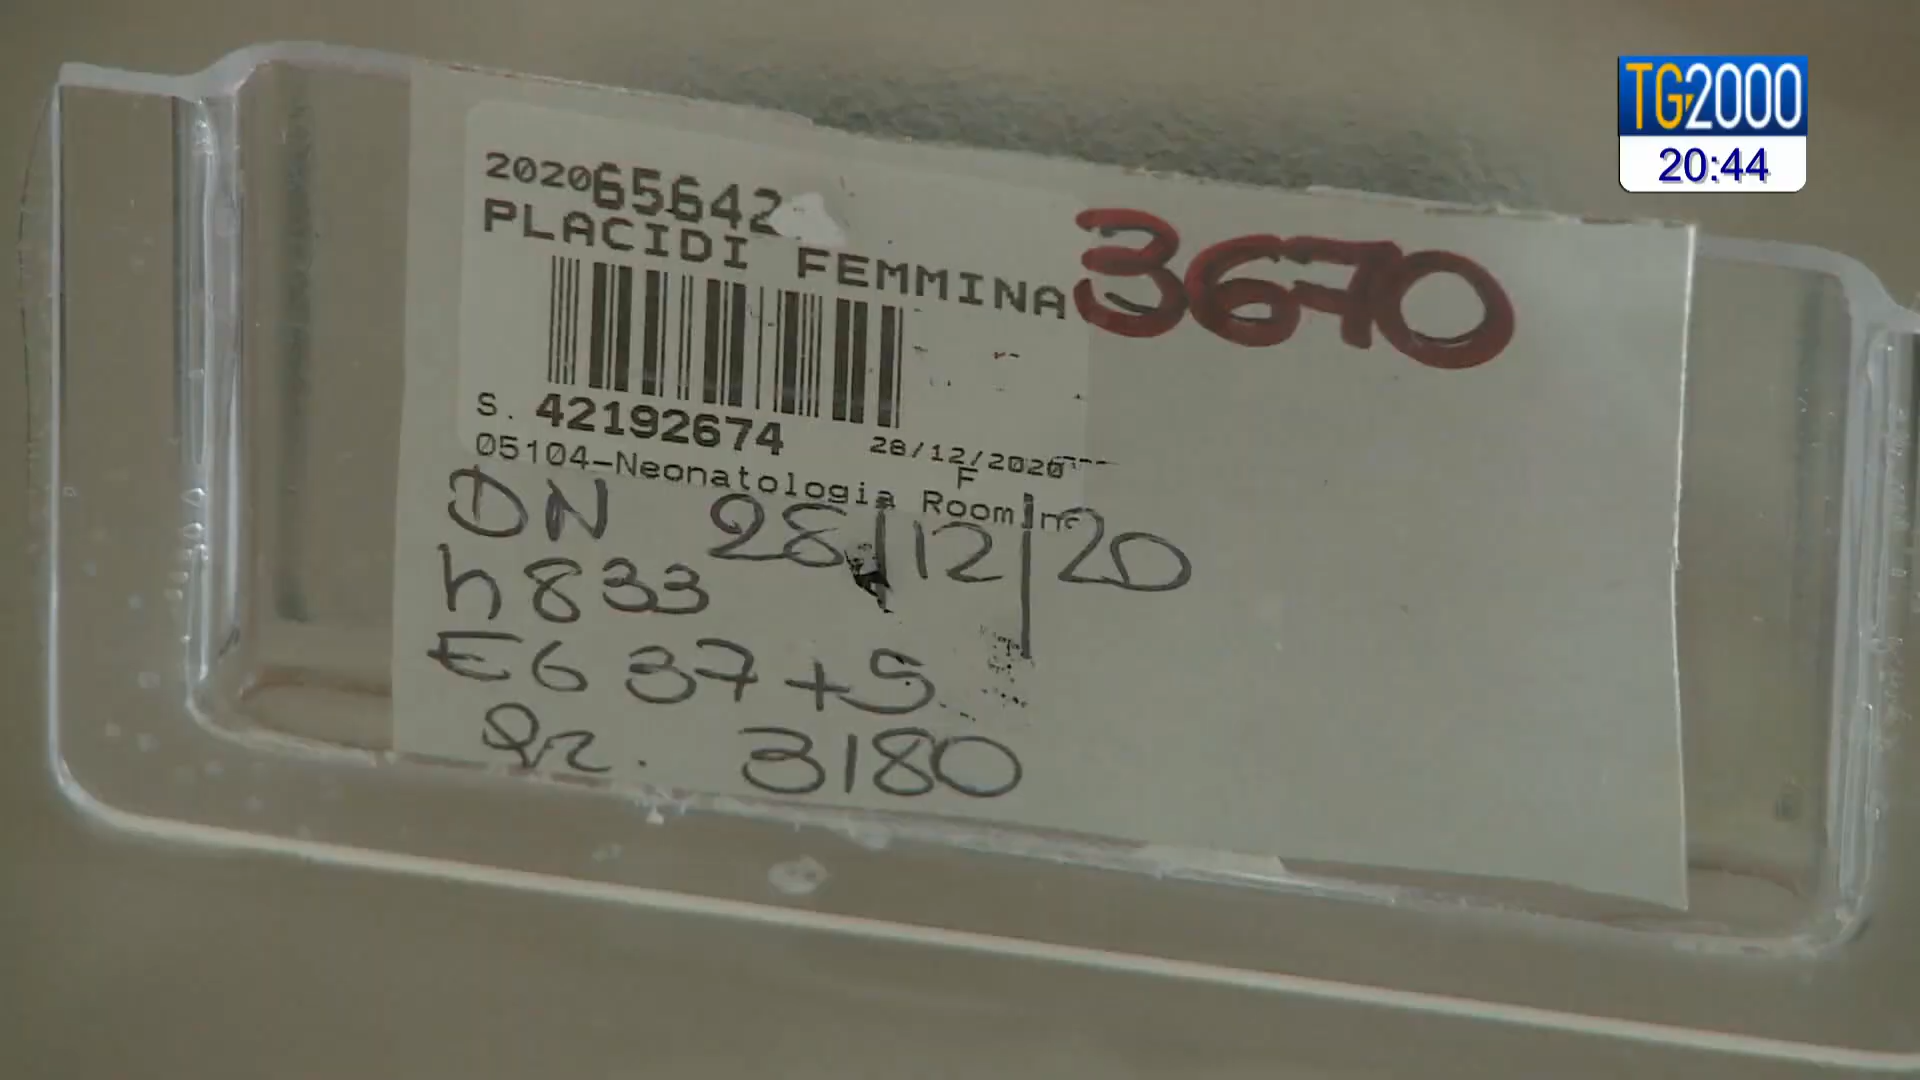 TG2000
20:44
202065642
PLACIDI FEMMINA
3670
S. 42192674
28/12/2020
F
05104-Neonatologia Rooming
DN 28/12/20
h 833
EG 37+5
3180